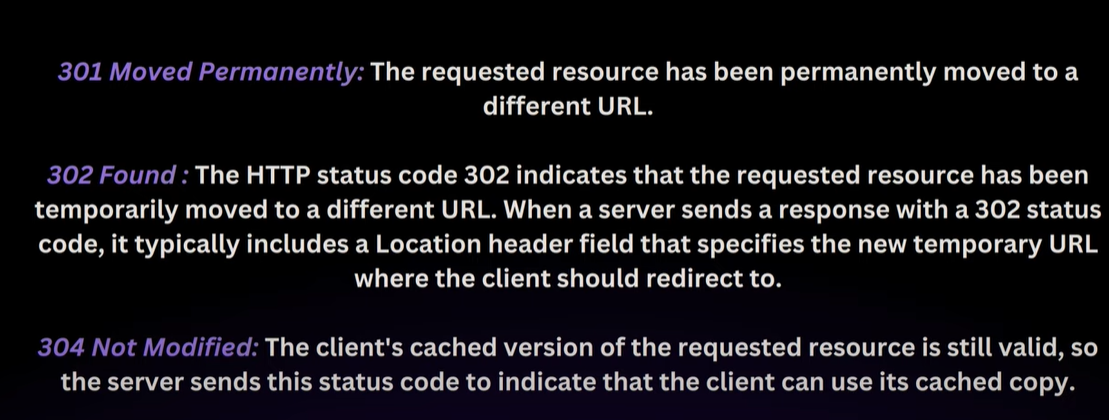 301 Moved Permanently: The requested resource has been permanently moved to a
different URL.
302 Found : The HTTP status code 302 indicates that the requested resource has been
temporarily moved to a different URL. When a server sends a response with a 302 status
code, it typically includes a Location header field that specifies the new temporary URL
where the client should redirect to.
304 Not Modified: The client's cached version of the requested resource is still valid, so
the server sends this status code to indicate that the client can use its cached copy.